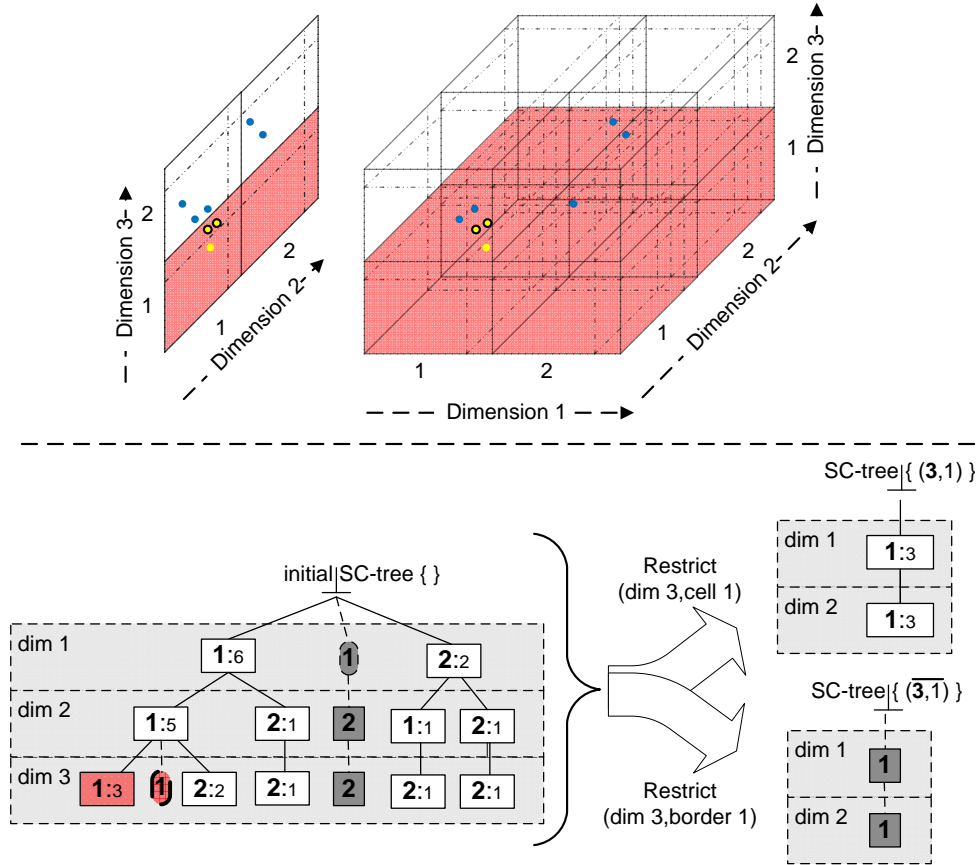 Dimension 3
2
1
1
2
Dimension 2
2
1
Dimension 3
2
1
Dimension 2
1
2
Dimension 1
initial SC-tree { }
dim 1
1:6
1
2:2
dim 2
1:5
2:1
2
1:1
2:1
dim 3
1:3
1
2:2
2:1
2
2:1
2:1
Restrict
(dim 3,cell 1)
Restrict
(dim 3,border 1)
SC-tree { (3,1) }
dim 1
1:3
dim 2
1:3
SC-tree { (3,1) }
dim 1
1
dim 2
1